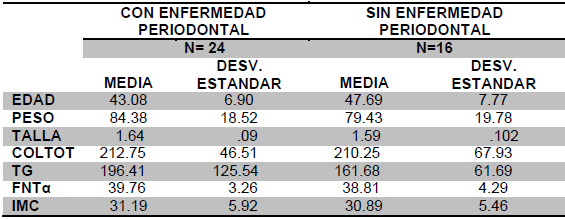 CON ENFERMEDAD SIN ENFERMEDAD
PERIODONTAL PERIODONTAL
N= 24 N=16
DESV. DESV.
MEDIA ESTANDAR MEDIA ESTANDAR
EDAD 43.08 6.90 47.69 7.77
PESO 84.38 18.52 79.43 19.78
TALLA 1.64 .09 1.59 .102
COLTOT 212.75 46.51 210.25 67.93
TG 196.41 125.54 161.68 61.69
FNTα 39.76 3.26 38.81 4.29
IMC 31.19 5.92 30.89 5.46